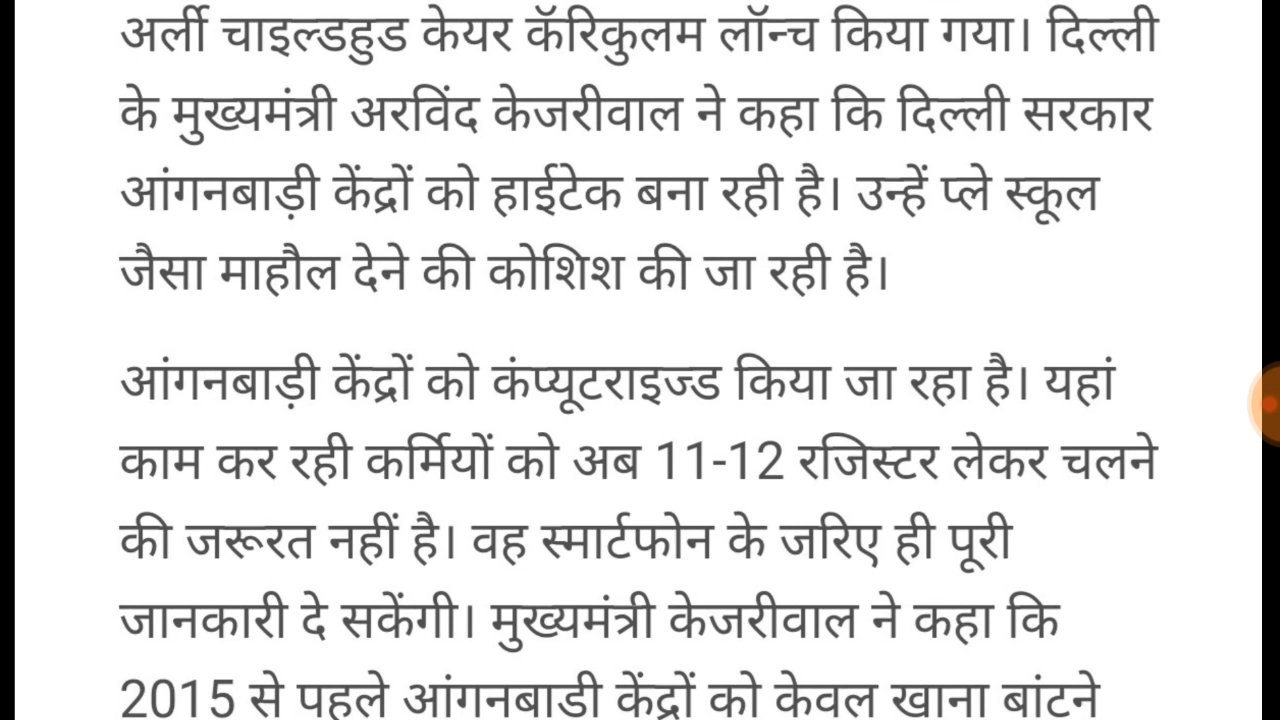 अर्ली चाइल्डहुड केयर कॅरिकुलम लॉन्च किया गया। दिल्ली
के मुख्यमंत्री अरविंद केजरीवाल ने कहा कि दिल्ली सरकार
आंगनबाड़ी केंद्रों को हाईटेक बना रही है। उन्हें प्ले स्कूल
जैसा माहौल देने की कोशिश की जा रही है।
आंगनबाड़ी केंद्रों को कंप्यूटराइज्ड किया जा रहा है। यहां
काम कर रही कर्मियों को अब 11-12 रजिस्टर लेकर चलने
की जरूरत नहीं है। वह स्मार्टफोन के जरिए ही पूरी
जानकारी दे सकेंगी। मुख्यमंत्री केजरीवाल ने कहा कि
2015 से पहले आंगनबाड़ी केंद्रों को केवल खाना बांटने